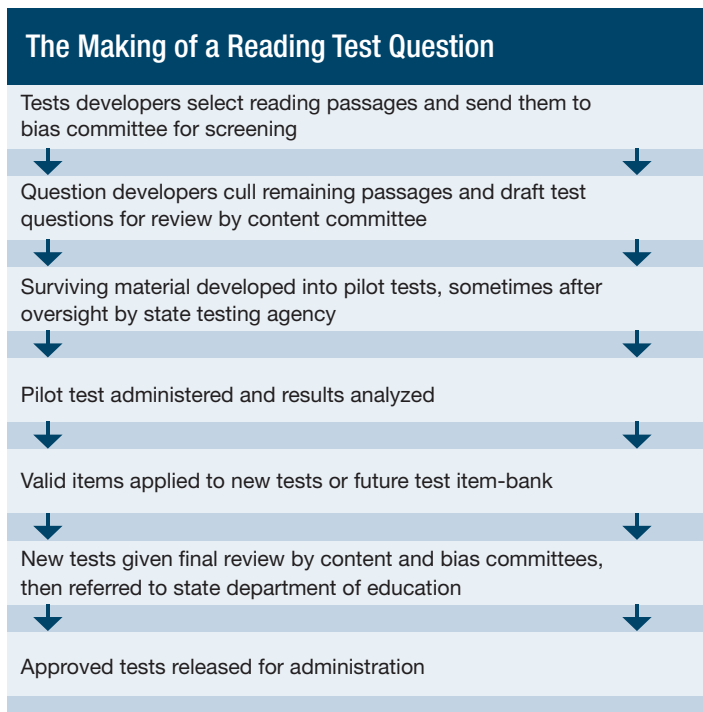 The Making of a Reading Test Question
Tests developers select reading passages and send them to
bias committee for screening
Question developers cull remaining passages and draft test
questions for review by content committee
Surviving material developed into pilot tests, sometimes after
oversight by state testing agency
Pilot test administered and results analyzed
Valid items applied to new tests or future test item-bank
New tests given final review by content and bias committees,
then referred to state department of education
Approved tests released for administration